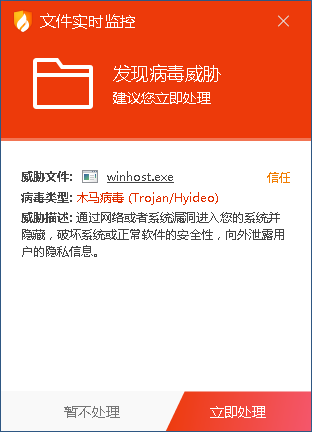 文件实时监控
发现病毒威胁
建议您立即处理
威胁文件: winhost.exe 信任
病毒类型: 木马病毒 (Trojan/Hyideo)
威胁描述: 通过网络或者系统漏洞进入您的系统并
隐藏，破坏系统或正常软件的安全性，向外泄露用
户的隐私信息。
暂不处理 立即处理